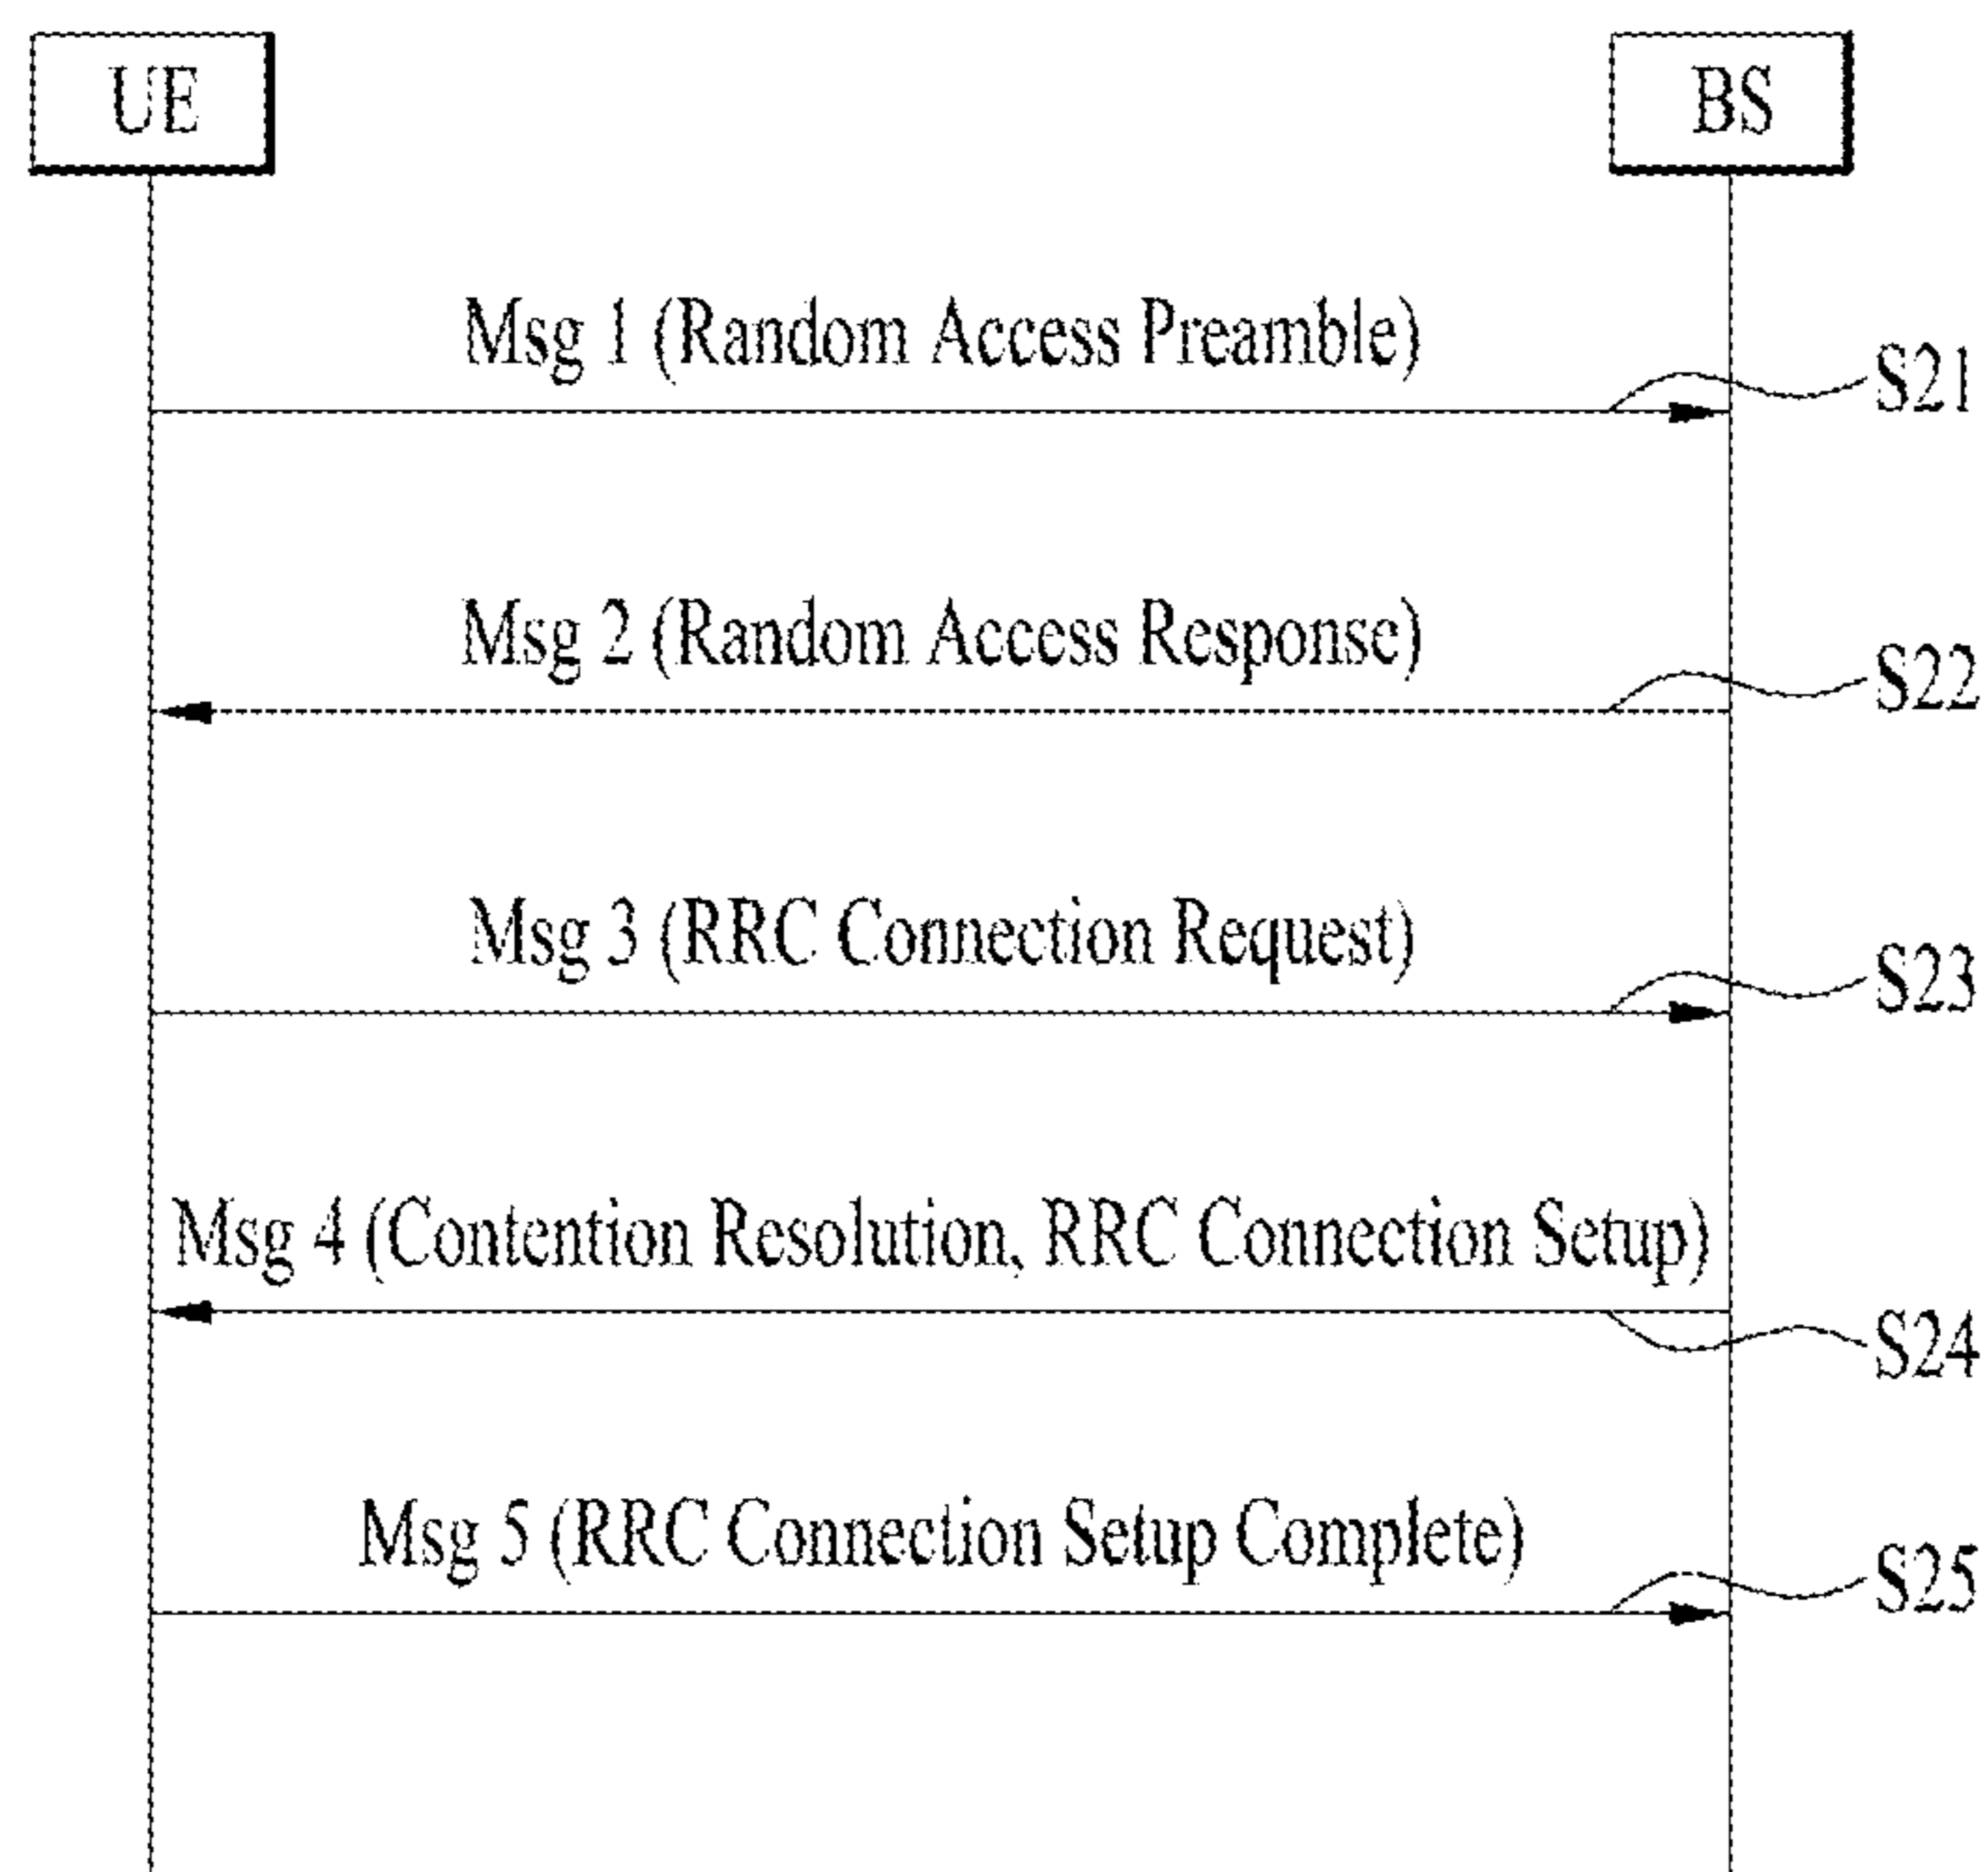 UE
BS
Msg 1 (Random Access Preamble)
S21
Msg 2 (Random Access Response)
S22
Msg 3 (RRC Connection Request)
S23
Msg 4 (Contention Resolution, RRC Connection Setup)
S24
Msg 5 (RRC Connection Setup Complete)
S25